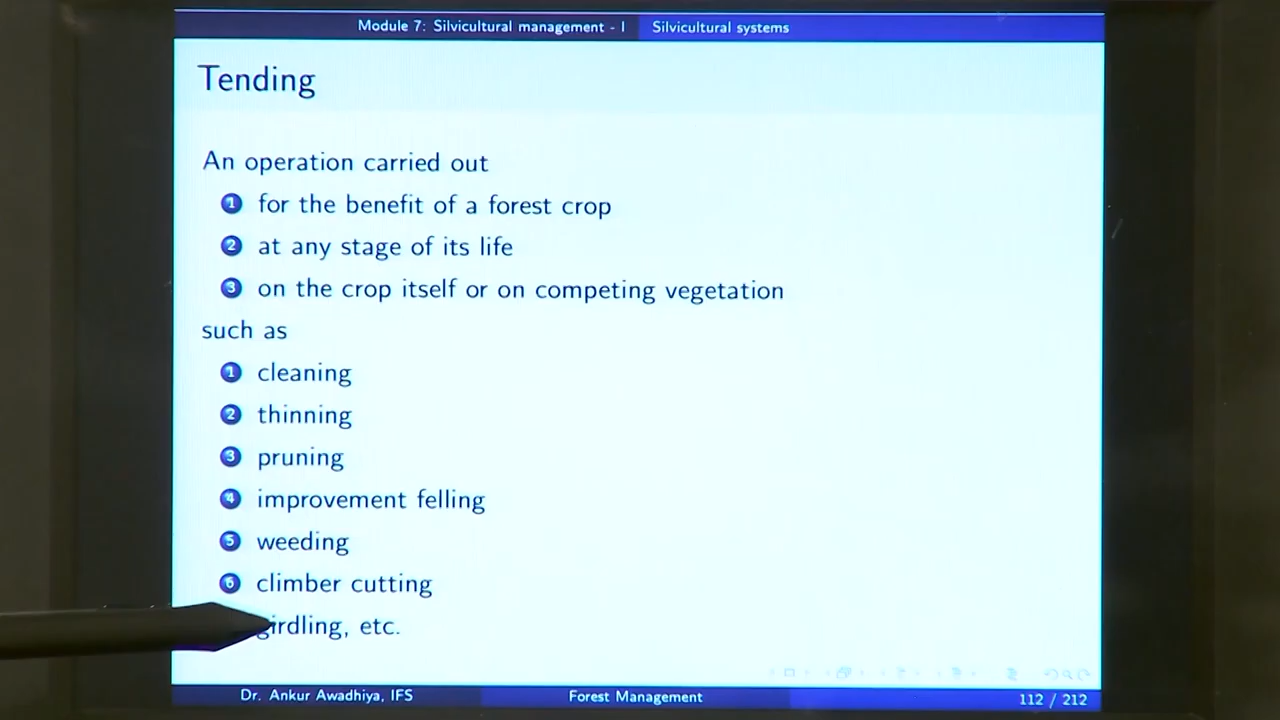 Module 7: Silvicultural management - I Silvicultural systems
Tending
An operation carried out
1 for the benefit of a forest crop
2 at any stage of its life
3 on the crop itself or on competing vegetation
such as
1 cleaning
2 thinning
3 pruning
4 improvement felling
5 weeding
6 climber cutting
girdling, etc.
Dr. Ankur Awadhiya, IFS Forest Management 112 / 212